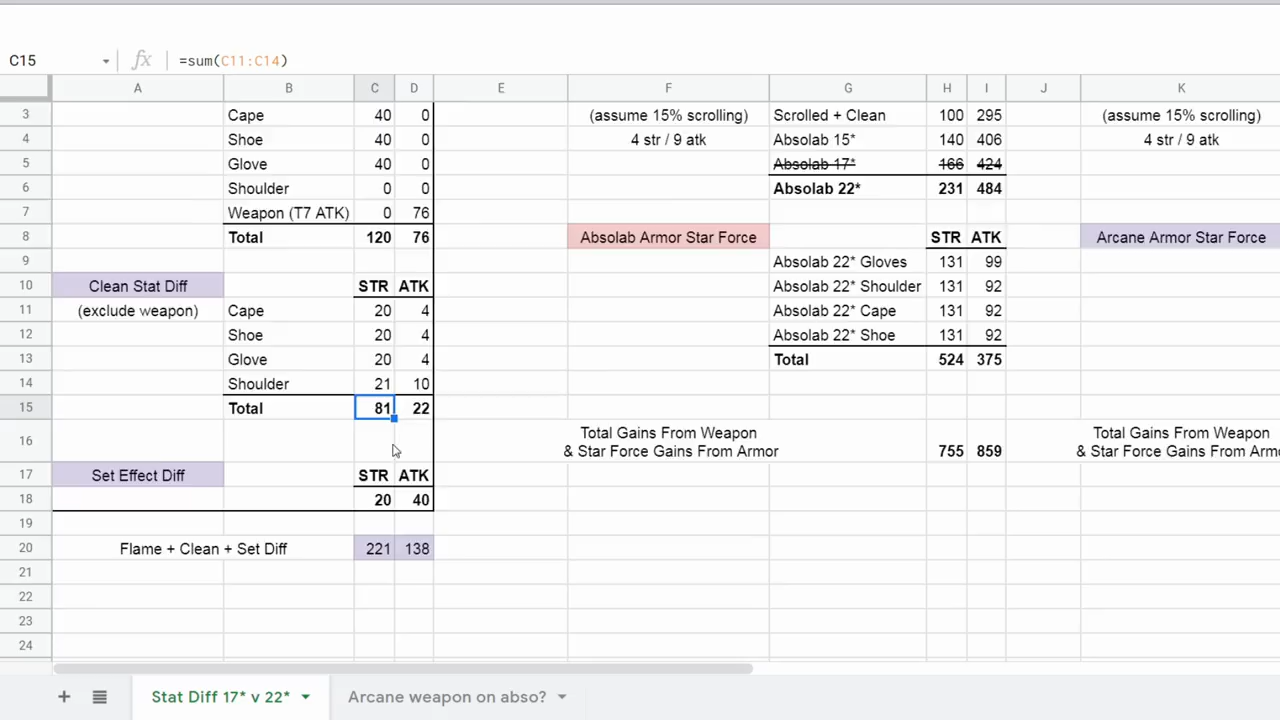 C15 fx =sum(C11:C14)
A B C D E F G H I J K
3 Cape 40 0 (assume 15% scrolling) Scrolled + Clean 100 295 (assume 15% scrolling)
4 Shoe 40 0 4 str / 9 atk Absolab 15* 140 406 4 str / 9 atk
5 Glove 40 0 Absolab 17* 166 424
6 Shoulder 0 0 Absolab 22* 231 484
7 Weapon (T7 ATK) 0 76
8 Total 120 76 Absolab Armor Star Force STR ATK Arcane Armor Star Force
9 Absolab 22* Gloves 131 99
10 Clean Stat Diff STR ATK Absolab 22* Shoulder 131 92
11 (exclude weapon) Cape 20 4 Absolab 22* Cape 131 92
12 Shoe 20 4 Absolab 22* Shoe 131 92
13 Glove 20 4 Total 524 375
14 Shoulder 21 10
15 Total 81 22
16 Total Gains From Weapon
& Star Force Gains From Armor 755 859 Total Gains From Weapon
& Star Force Gains From Armo
17 Set Effect Diff STR ATK
18 20 40
19
20 Flame + Clean + Set Diff 221 138
21
22
23
24
+ Stat Diff 17* v 22* Arcane weapon on abso?